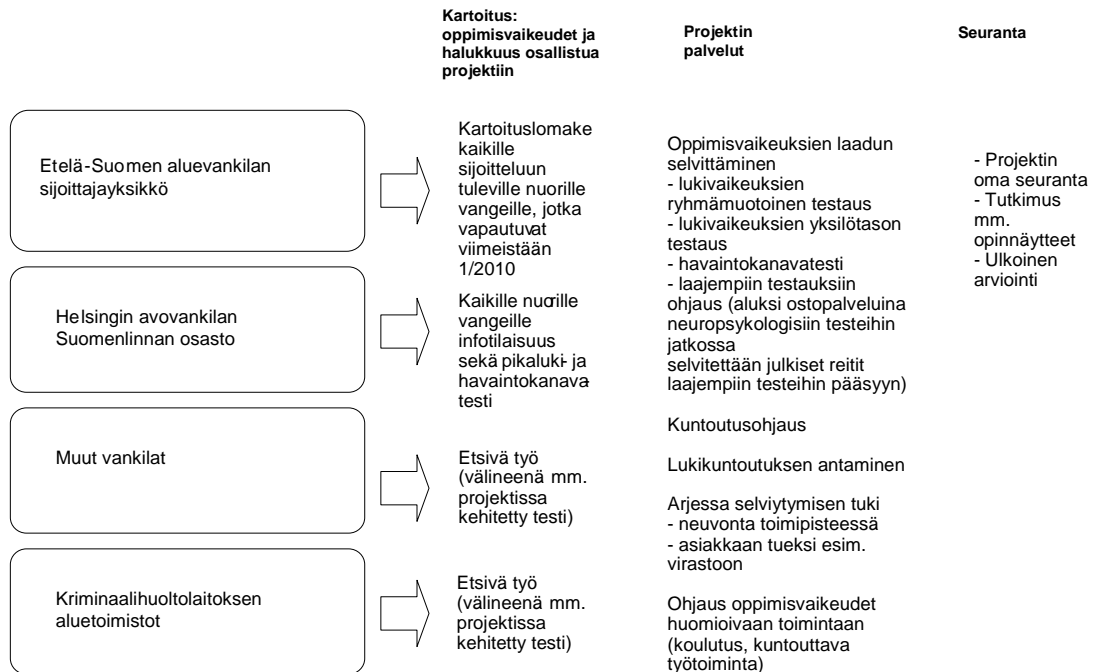 Kartoitus:
oppimisvaikeudet ja
halukkuus osallistua
projektiin
Projektin
palvelut
Seuranta
Etelä-Suomen aluevankilan
sijoittajayksikkö
Kartoituslomake
kaikille
sijoitteluun
tuleville nuorille
vangeille, jotka
vapautuvat
viimeistään
1/2010
Helsingin avovankilan
Suomenlinnan osasto
Kaikille nuorille
vangeille
infotilaisuus
sekä pikaluki- ja
havaintokanava-
testi
Muut vankilat
Etsivä työ
(välineenä mm.
projektissa
kehitetty testi)
Kriminaalihuoltolaitoksen
aluetoimistot
Etsivä työ
(välineenä mm.
projektissa
kehitetty testi)
Oppimisvaikeuksien laadun
selvittäminen
- lukivaikeuksien
ryhmämuotoinen testaus
- lukivaikeuksien yksilötason
testaus
- havaintokanavatesti
- laajempiin testauksiin
ohjaus (aluksi ostopalveluina
neuropsykologisiin testeihin
jatkossa
selvitettään julkiset reitit
laajempiin testeihin pääsyyn)
Kuntoutusohjaus
Lukikuntoutuksen antaminen
Arjessa selviytymisen tuki
- neuvonta toimipisteessä
- asiakkaan tueksi esim.
virastoon
Ohjaus oppimisvaikeudet
huomioivaan toimintaan
(koulutus, kuntouttava
työtoiminta)
- Projektin
oma seuranta
- Tutkimus
mm.
opinnäytteet
- Ulkoinen
arviointi